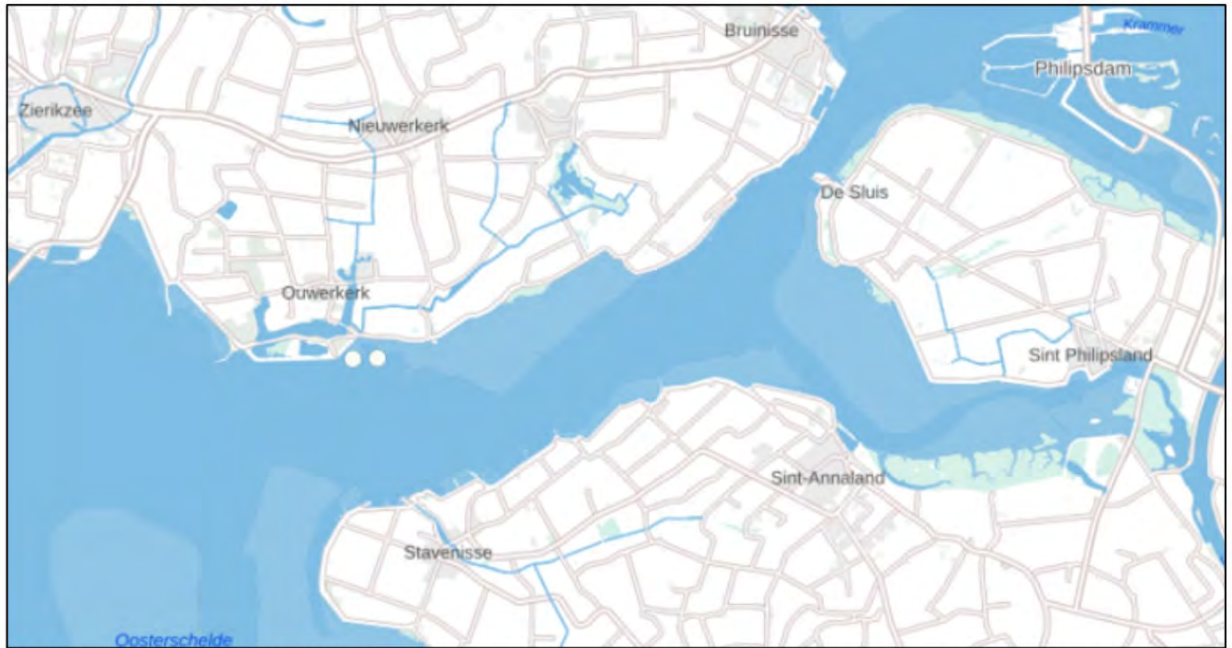 Krammer
Bruinisse
Philipsdam
Zierikzee
Nieuwerkerk
De Sluis
Ouwerkerk
Sint Philipsland
Sint-Annaland
Stavenisse
Oosterschelde